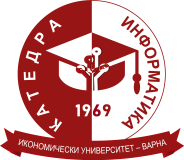 КАТЕДРА
ИНФОРМАТИКА
1969
ИКОНОМИЧЕСКИ УНИВЕРСИТЕТ – ВАРНА